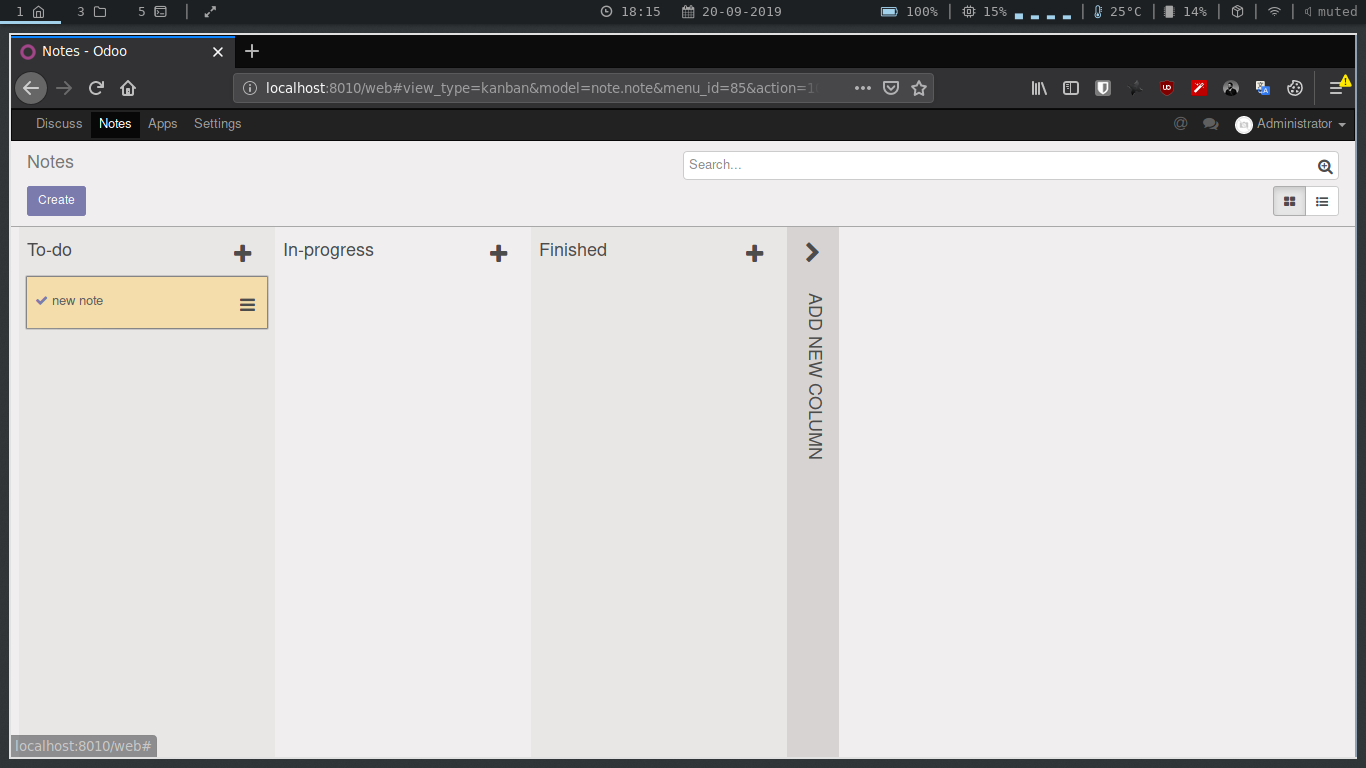 1 3 5 18:15 20-09-2019 100% 15% 25°C 14% muted
Notes - Odoo
localhost:8010/web#view_type=kanban&model=note.note&menu_id=85&action=1
Discuss Notes Apps Settings Administrator
Notes
Search...
Create
To-do In-progress Finished
new note
ADD NEW COLUMN
localhost:8010/web#